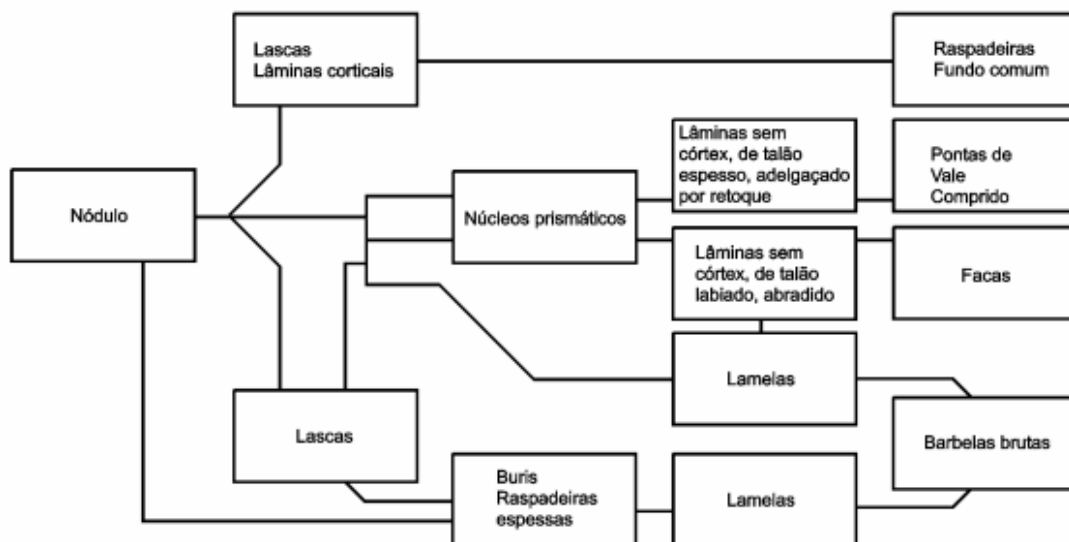 Lascas
Lâminas corticais
Raspadeiras
Fundo comum
Lâminas sem
córtex, de talão
espesso, adelgaçado
por retoque
Pontas de
Vale
Comprido
Nódulo
Núcleos prismáticos
Lâminas sem
córtex, de talão
labiado, abradido
Facas
Lamelas
Lascas
Barbelas brutas
Buris
Raspadeiras
espessas
Lamelas